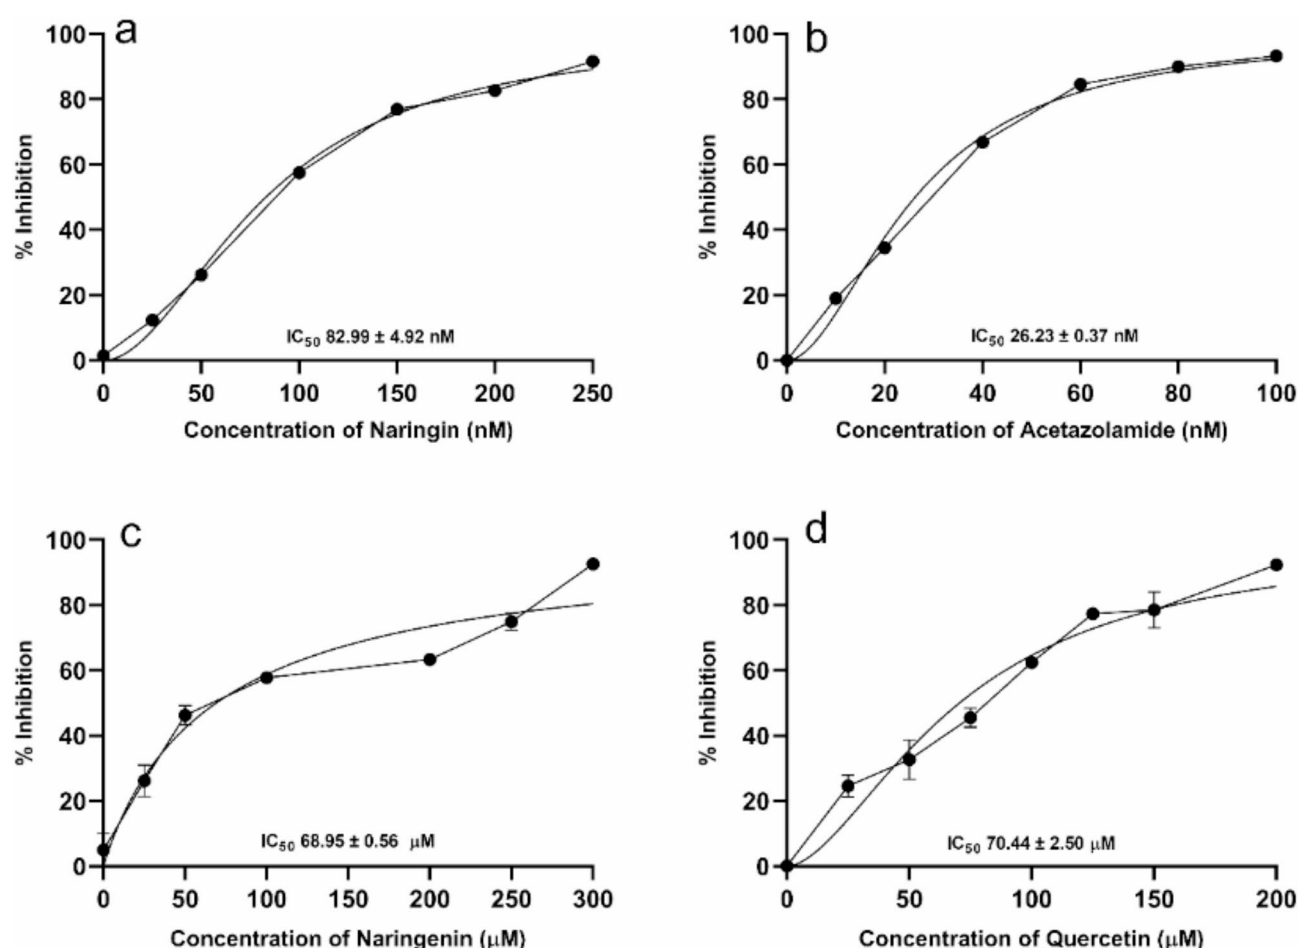 a
100
80
60
40
20
0
% Inhibition
IC50 82.99 ± 4.92 nM
0 50 100 150 200 250
Concentration of Naringin (nM)
b
100
80
60
40
20
0
% Inhibition
IC50 26.23 ± 0.37 nM
0 20 40 60 80 100
Concentration of Acetazolamide (nM)
c
100
80
60
40
20
0
% Inhibition
IC50 68.95 ± 0.56 μM
0 50 100 150 200 250 300
Concentration of Naringenin (μM)
d
100
80
60
40
20
0
% Inhibition
IC50 70.44 ± 2.50 μM
0 50 100 150 200
Concentration of Quercetin (μM)